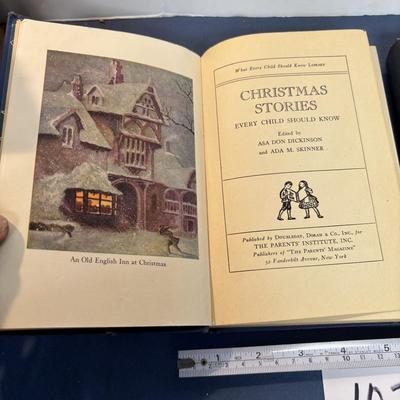 An Old English Inn at Christmas
What Every Child Should Know Library
CHRISTMAS
STORIES
EVERY CHILD SHOULD KNOW
Edited by
ASA DON DICKINSON
and ADA M. SKINNER
Published by DOUBLEDAY, DORAN & CO., INC., for
THE PARENTS' INSTITUTE, INC.
Publishers of "THE PARENTS' MAGAZINE"
52 Vanderbilt Avenue, New York
1 2 3 4 5